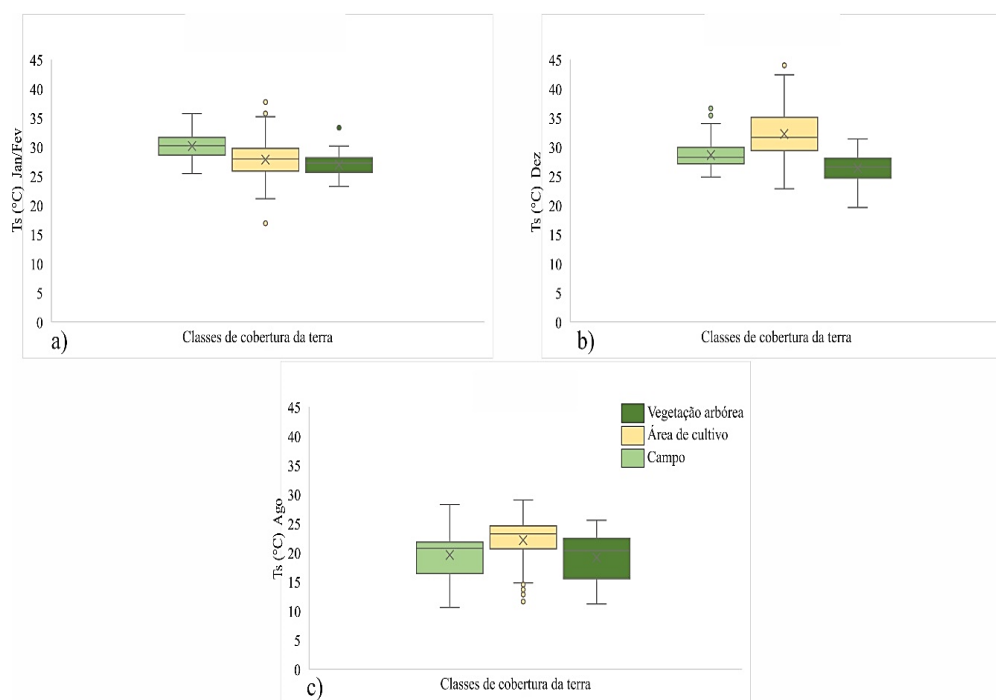 45
40
35
30
25
20
15
10
5
0
Ts (°C) Jan/Fev
a)
Classes de cobertura da terra
45
40
35
30
25
20
15
10
5
0
Ts (°C) Dez
b)
Classes de cobertura da terra
45
40
35
30
25
20
15
10
5
0
Ts (°C) Ago
Vegetação arbórea
Área de cultivo
Campo
c)
Classes de cobertura da terra